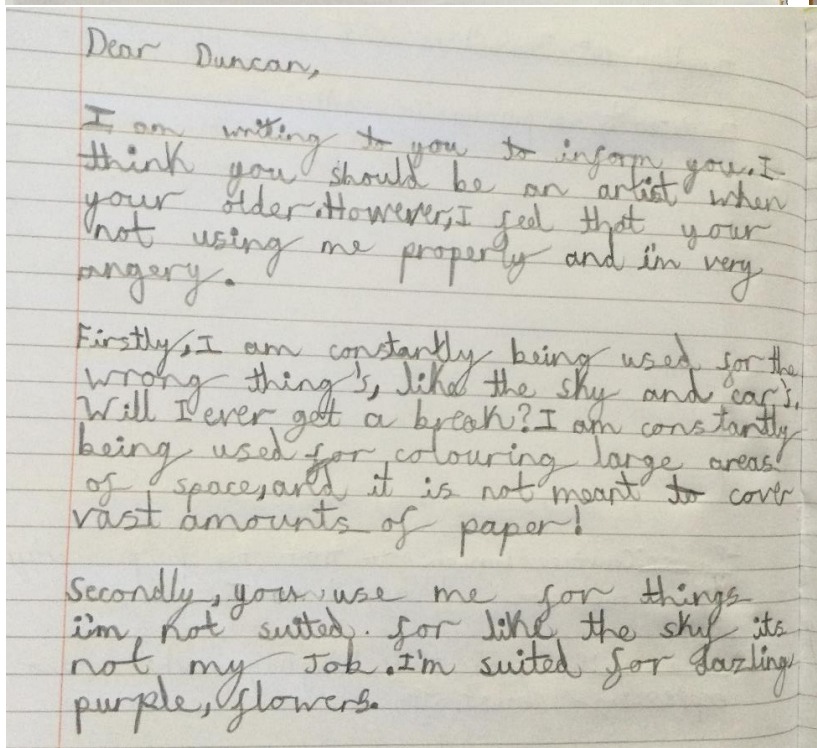 Dear Duncan,
I am writing to you to inform you. I
think you should be an artist when
your older. However, I feel that your
not using me properly and i'm very
angery.
Firstly, I am constantly being used for the
wrong thing's, like the sky and car's.
Will I ever get a break? I am constantly
being used for colouring large areas
of space, and it is not meant to cover
vast amounts of paper!
Secondly, you use me for things
i'm not suited. for like the sky its
not my Job. I'm suited for dazling
purple, flowers.